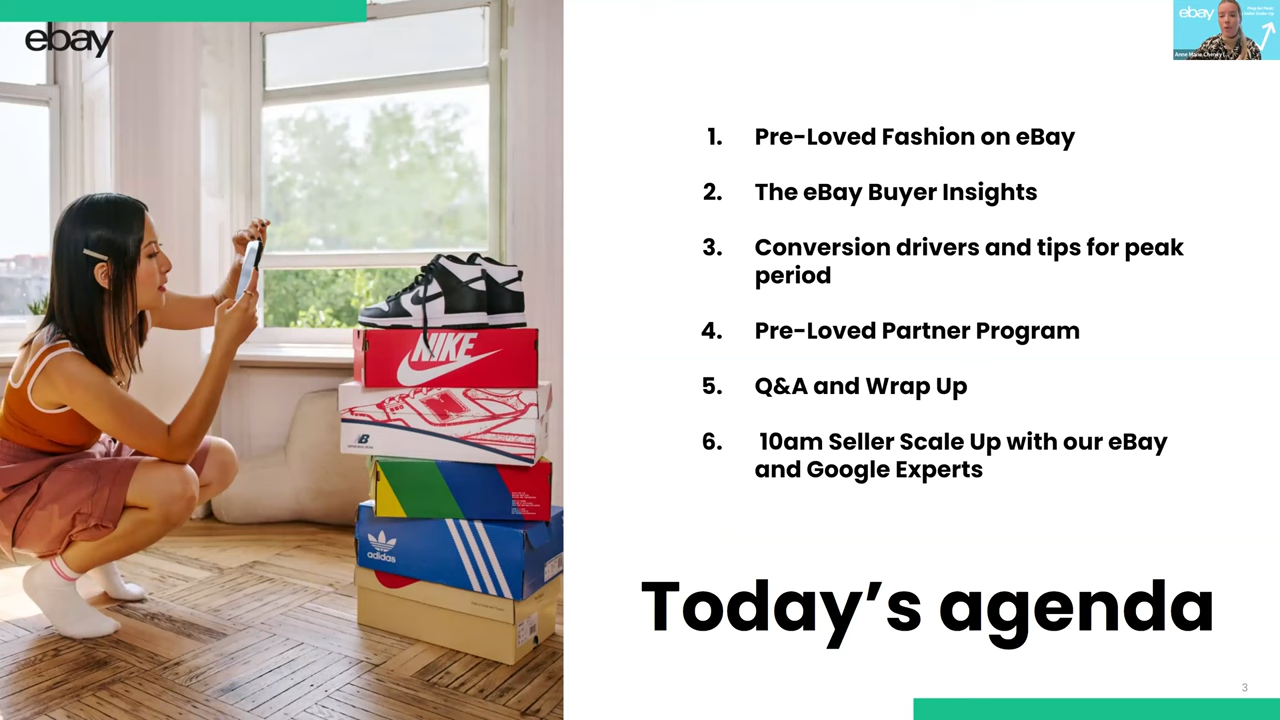 ebay
NIKE
adidas
1. Pre-Loved Fashion on eBay
2. The eBay Buyer Insights
3. Conversion drivers and tips for peak
period
4. Pre-Loved Partner Program
5. Q&A and Wrap Up
6. 10am Seller Scale Up with our eBay
and Google Experts
Today's agenda
3
ebay